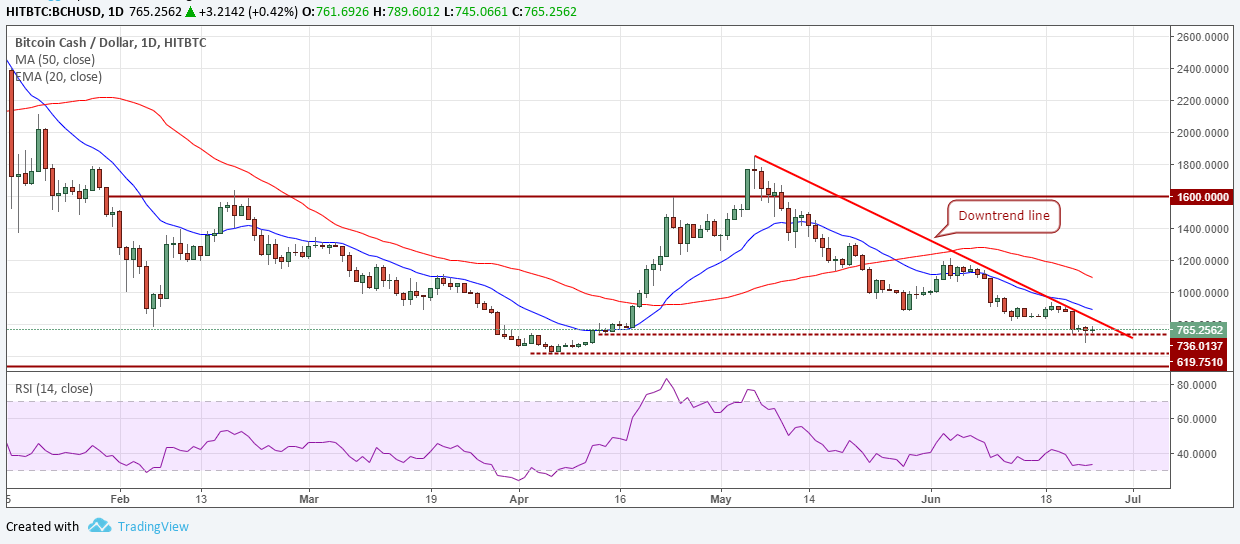 HITBTC:BCHUSD, 1D 765.2562 ▲ +3.2142 (+0.42%) O:761.6926 H:789.6012 L:745.0661 C:765.2562
Bitcoin Cash / Dollar, 1D, HITBTC
MA (50, close)
EMA (20, close)
2600.0000
2400.0000
2200.0000
2000.0000
1800.0000
1600.0000
Downtrend line
1400.0000
1200.0000
1000.0000
765.2562
736.0137
619.7510
RSI (14, close)
80.0000
60.0000
40.0000
Feb 13 Mar 19 Apr 16 May 14 Jun 18 Jul
Created with TradingView